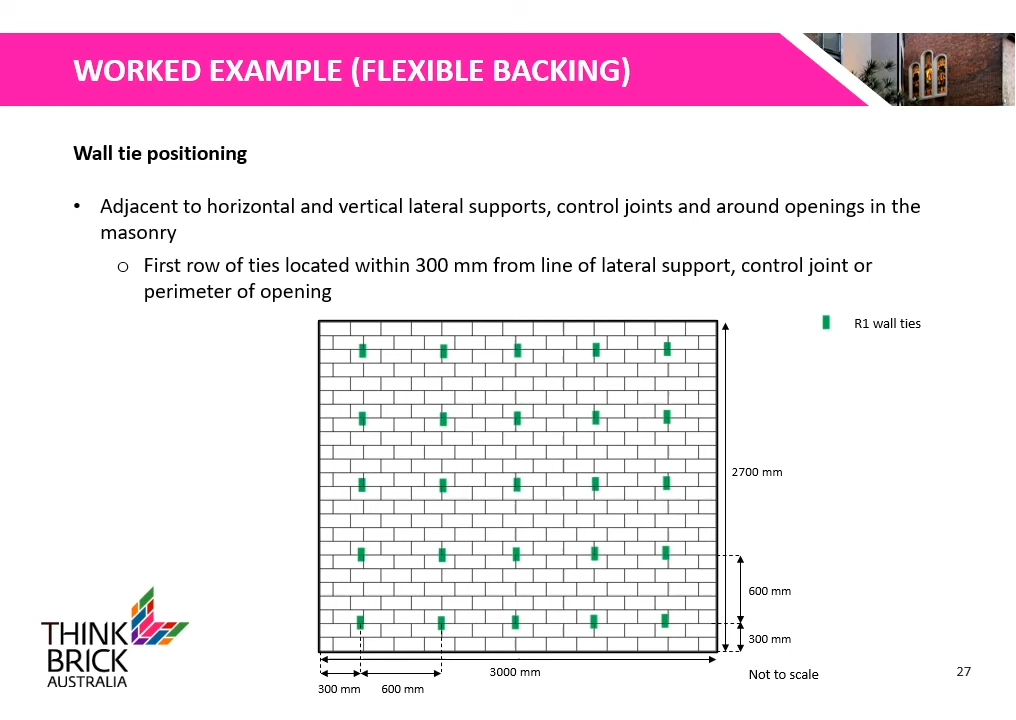 WORKED EXAMPLE (FLEXIBLE BACKING)
Wall tie positioning
• Adjacent to horizontal and vertical lateral supports, control joints and around openings in the
masonry
o First row of ties located within 300 mm from line of lateral support, control joint or
perimeter of opening
R1 wall ties
2700 mm
600 mm
300 mm
3000 mm
300 mm
600 mm
Not to scale
THINK
BRICK
AUSTRALIA
27